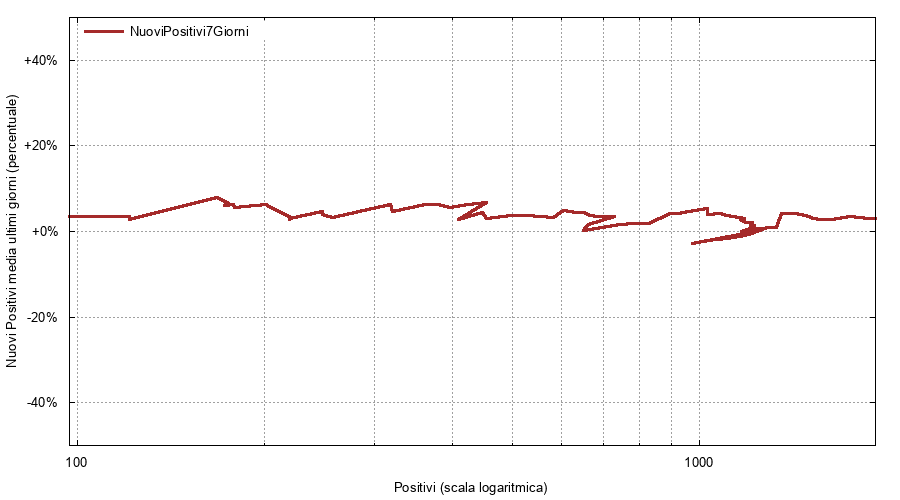 NuoviPositivi7Giorni
+40%
+20%
+0%
-20%
-40%
Nuovi Positivi media ultimi giorni (percentuale)
100
1000
Positivi (scala logaritmica)